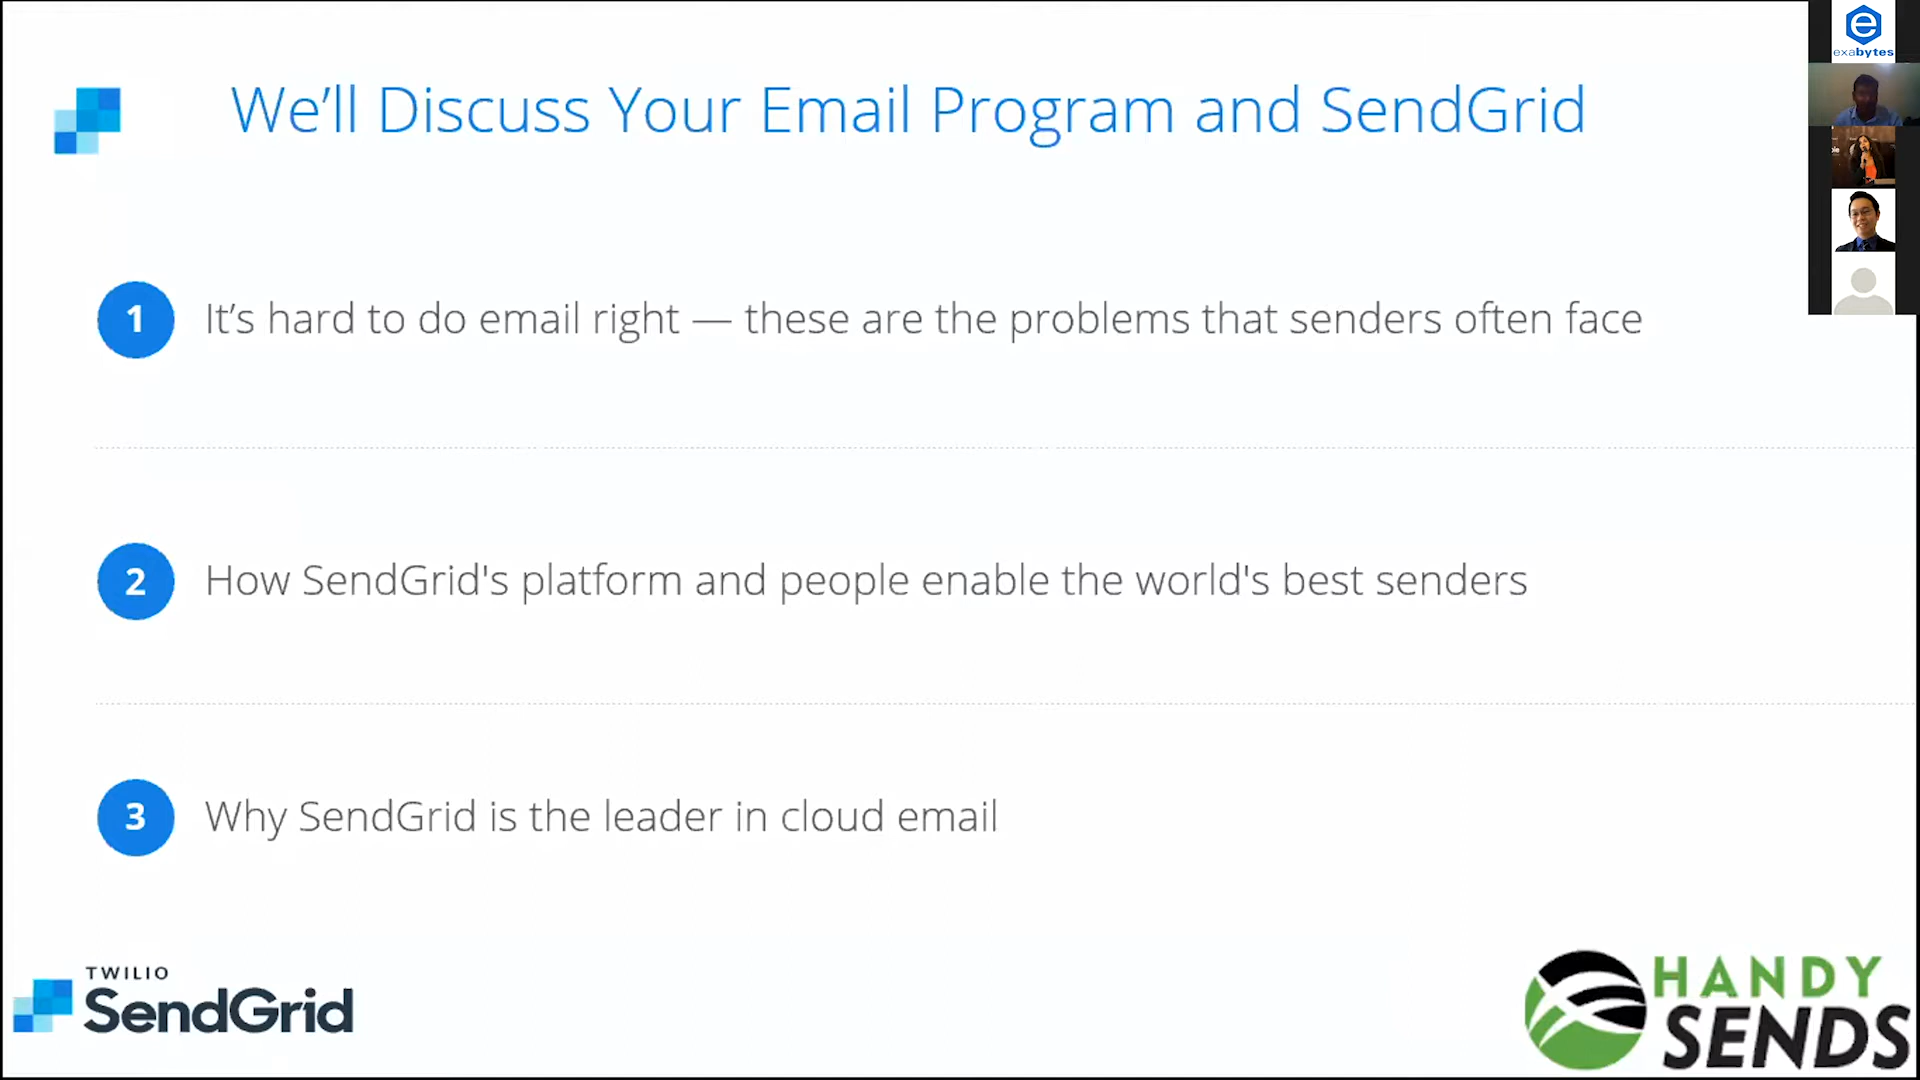 We’ll Discuss Your Email Program and SendGrid
exabytes
1 It’s hard to do email right — these are the problems that senders often face
2 How SendGrid's platform and people enable the world's best senders
3 Why SendGrid is the leader in cloud email
TWILIO
SendGrid
HANDY
SENDS